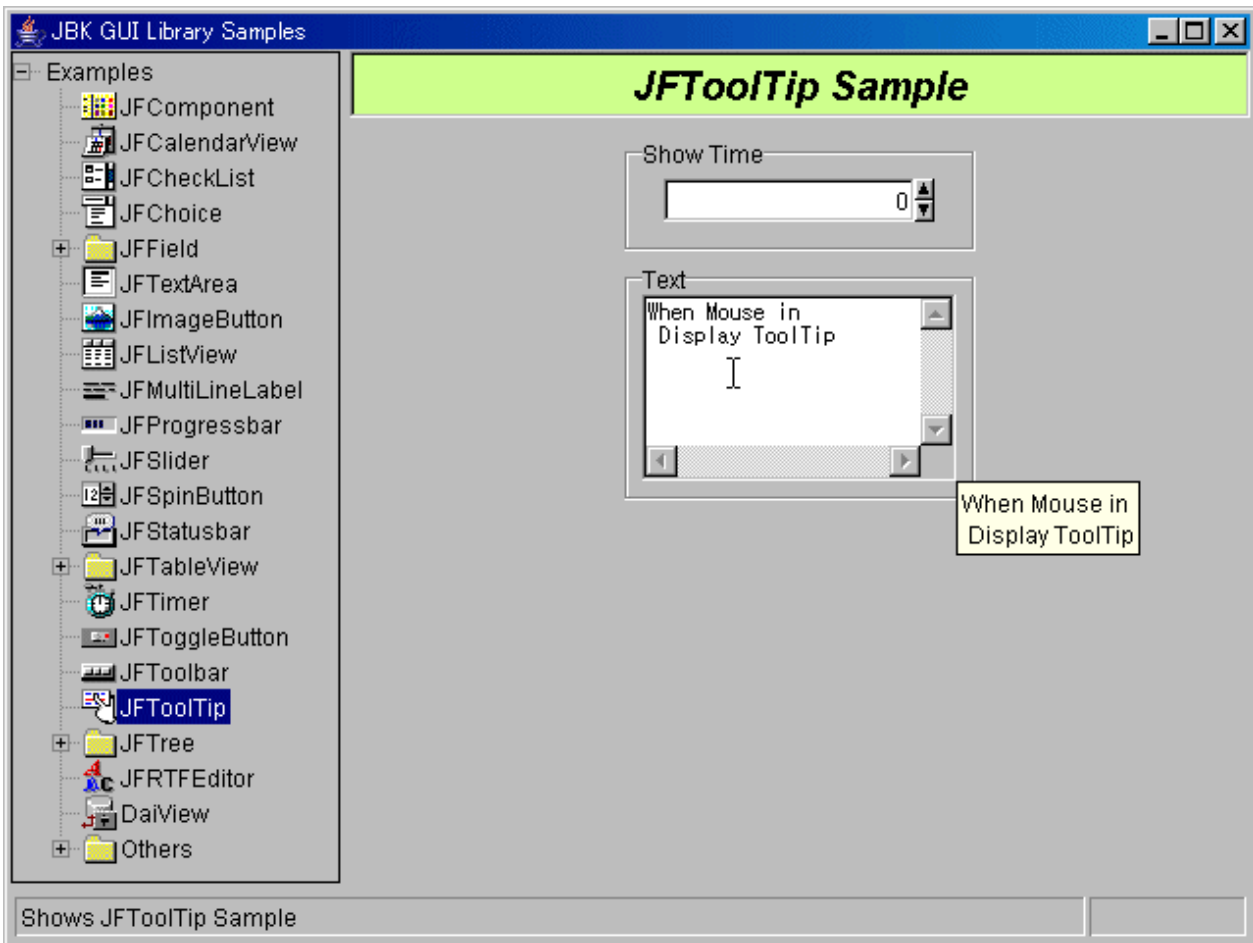 JBK GUI Library Samples
Examples
JFComponent
JFCalendarView
JFCheckList
JFChoice
JFField
JFTextArea
JFImageButton
JFListView
JFMultiLineLabel
JFProgressbar
JFSlider
JFSpinButton
JFStatusbar
JFTableView
JFTimer
JFToggleButton
JFToolbar
JFToolTip
JFTree
JFRTFEditor
DaiView
Others
JFToolTip Sample
Show Time
0
Text
When Mouse in
Display ToolTip
When Mouse in
Display ToolTip
Shows JFToolTip Sample